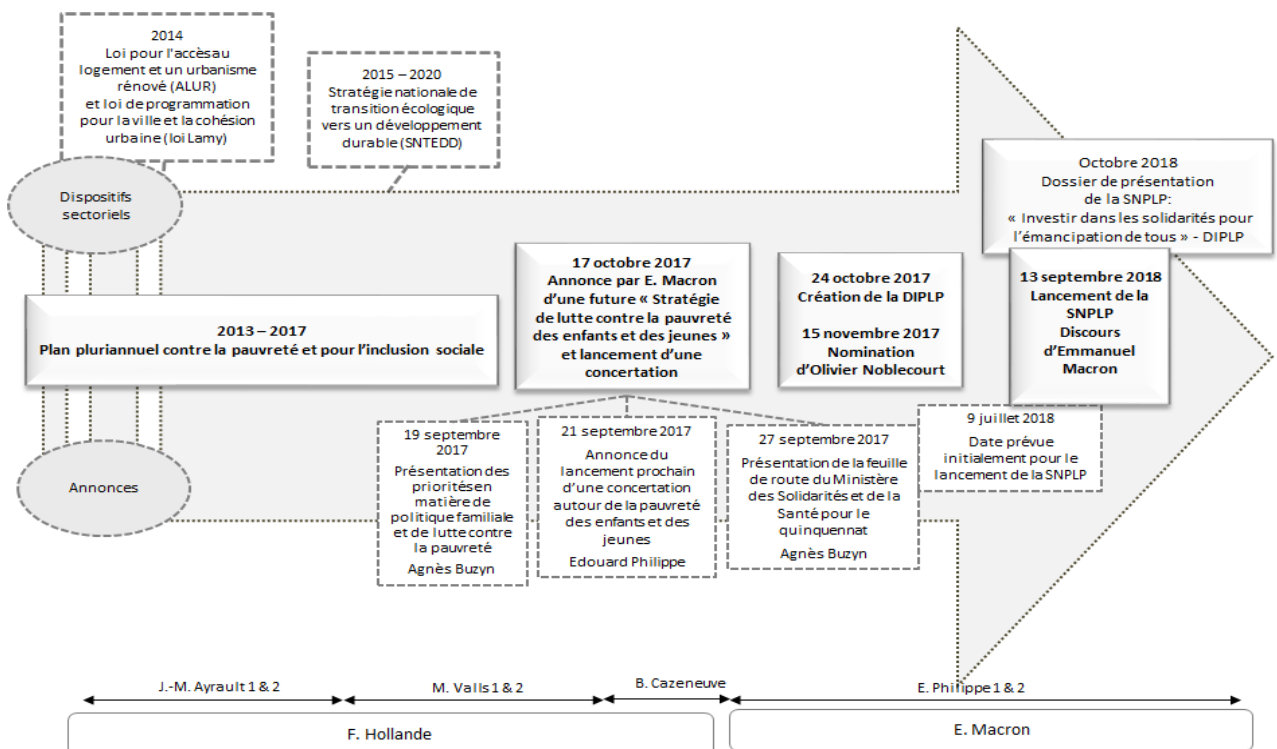 2014
Loi pour l'accèsau
logement et un urbanisme
rénové (ALUR)
et loi de programmation
pour la ville et la cohésion
urbaine (loi Lamy)
2015 – 2020
Stratégie nationale de
transition écologique
vers un développement
durable (SNTEDD)
Dispositifs
sectoriels
Octobre 2018
Dossier de présentation
de la SNPLP:
« Investir dans les solidarités pour
l'émancipation de tous » - DIPLP
2013 – 2017
Plan pluriannuel contre la pauvreté et pour l'inclusion sociale
17 octobre 2017
Annonce par E. Macron
d'une future « Stratégie
de lutte contre la pauvreté
des enfants et des jeunes »
et lancement d'une
concertation
24 octobre 2017
Création de la DIPLP
15 novembre 2017
Nomination
d'Olivier Noblecourt
13 septembre 2018
Lancement de la
SNPLP
Discours
d'Emmanuel
Macron
Annonces
19 septembre
2017
Présentation des
priorités en
matière de
politique familiale
et de lutte contre
la pauvreté
Agnès Buzyn
21 septembre 2017
Annonce du
lancement prochain
d'une concertation
autour de la pauvreté
des enfants et des
jeunes
Edouard Philippe
27 septembre 2017
Présentation de la feuille
de route du Ministère
des Solidarités et de la
Santé pour le
quinquennat
Agnès Buzyn
9 juillet 2018
Date prévue
initialement pour le
lancement de la SNPLP
J.-M. Ayrault 1 & 2
M. Valls 1 & 2
B. Cazeneuve
E. Philippe 1 & 2
F. Hollande
E. Macron